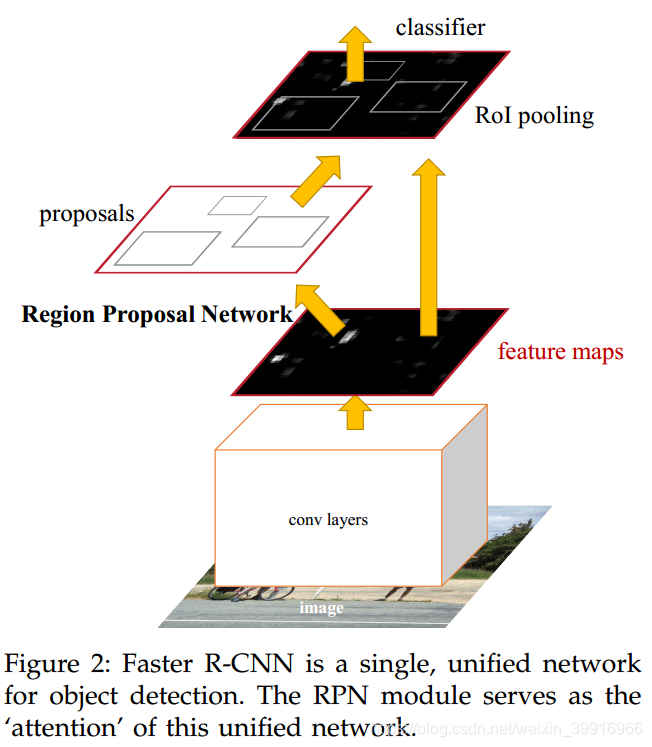 classifier
RoI pooling
proposals
Region Proposal Network
feature maps
conv layers
image
Figure 2: Faster R-CNN is a single, unified network
for object detection. The RPN module serves as the
‘attention’ of this unified network.
https://blog.csdn.net/weixin_39916966